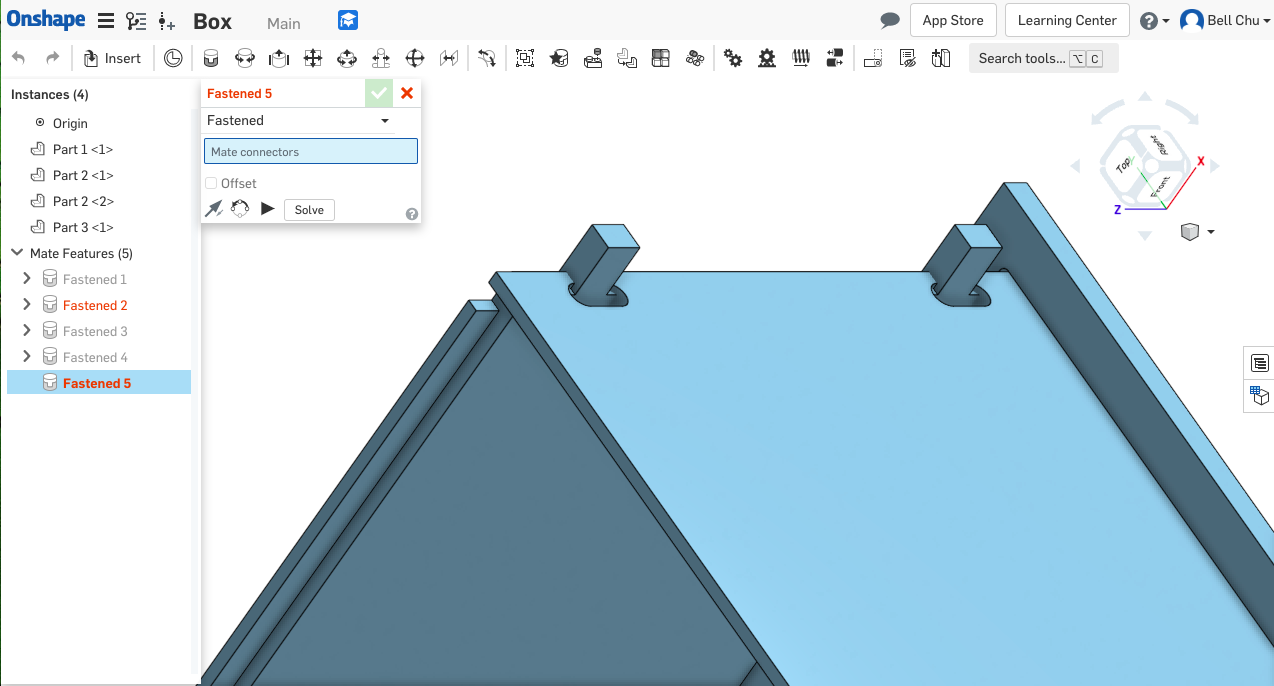 Onshape Box Main App Store Learning Center Bell Chu
Insert Search tools... ⌥ C
Instances (4)
Origin
Part 1 <1>
Part 2 <1>
Part 2 <2>
Part 3 <1>
Mate Features (5)
Fastened 1
Fastened 2
Fastened 3
Fastened 4
Fastened 5
Fastened 5
Fastened
Mate connectors
Offset
Solve
Top
Right
Front
X
Z